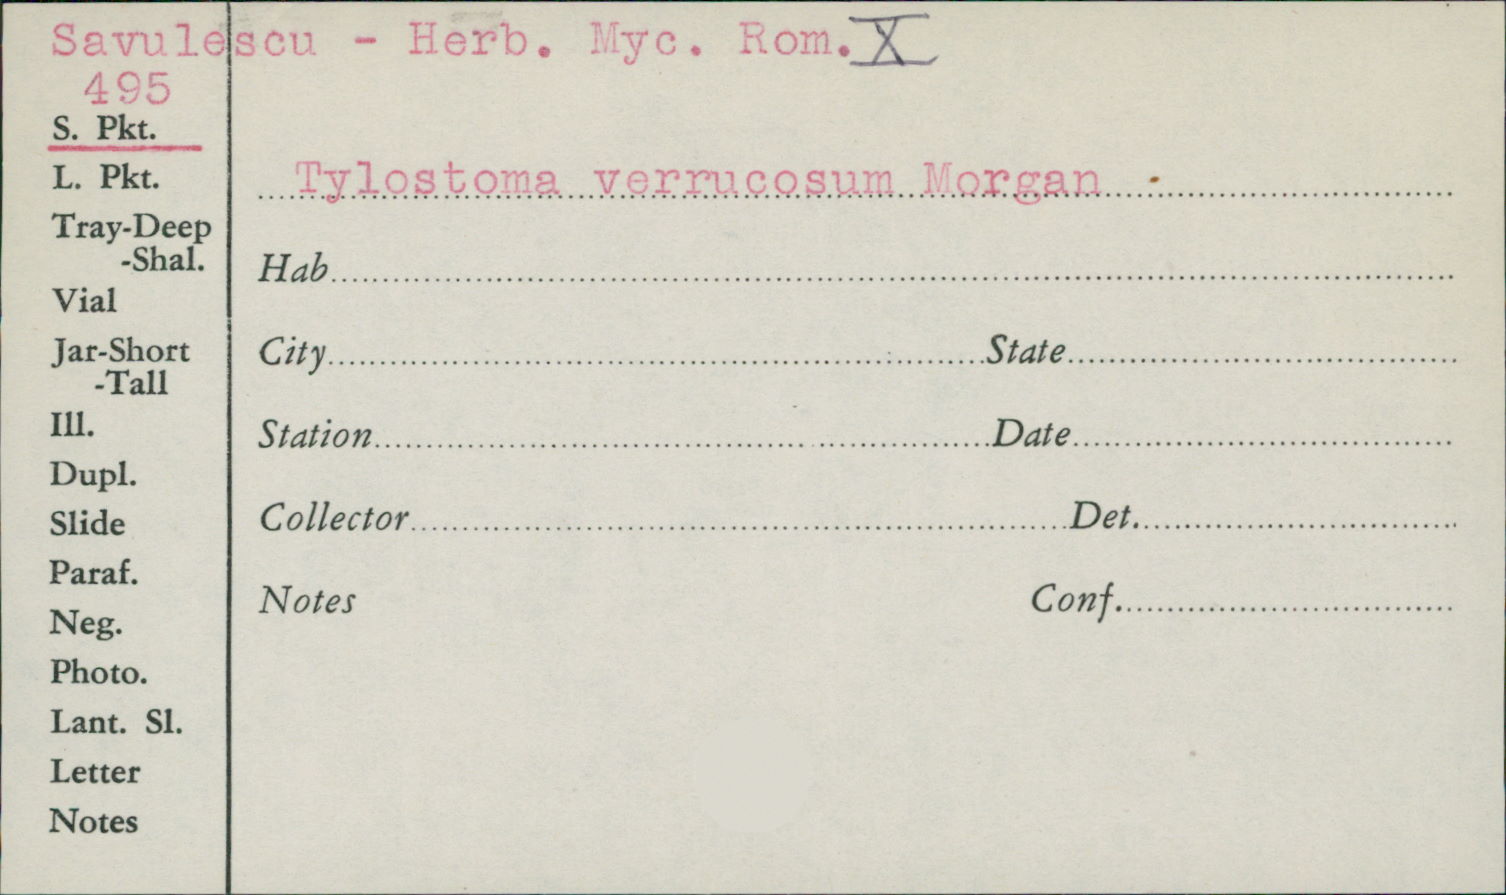 Savulescu - Herb. Myc. Rom. X
495
S. Pkt.
L. Pkt.
Tylostoma verrucosum Morgan
Tray-Deep
-Shal.
Hab
Vial
Jar-Short
-Tall
City State
Ill.
Station Date
Dupl.
Slide
Collector Det.
Paraf.
Notes Conf.
Neg.
Photo.
Lant. Sl.
Letter
Notes